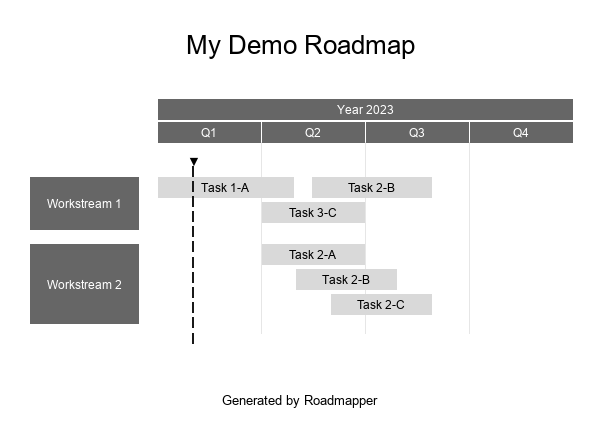 My Demo Roadmap
Year 2023
Q1 Q2 Q3 Q4
Workstream 1
Task 1-A
Task 2-B
Task 3-C
Workstream 2
Task 2-A
Task 2-B
Task 2-C
Generated by Roadmapper